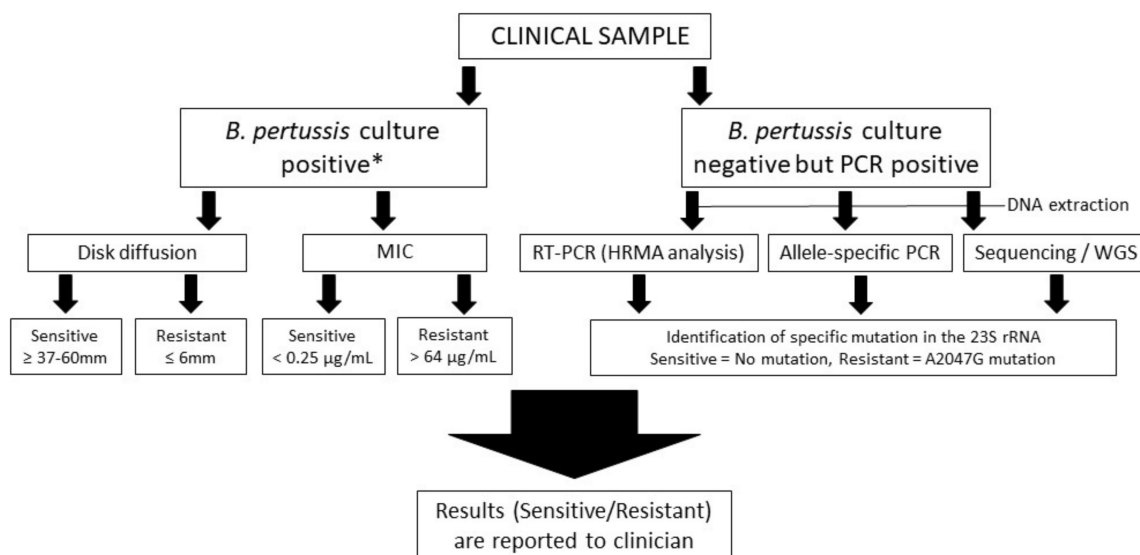 CLINICAL SAMPLE
B. pertussis culture
positive*
B. pertussis culture
negative but PCR positive
DNA extraction
Disk diffusion
MIC
RT-PCR (HRMA analysis)
Allele-specific PCR
Sequencing / WGS
Sensitive
≥ 37-60mm
Resistant
≤ 6mm
Sensitive
< 0.25 µg/mL
Resistant
> 64 µg/mL
Identification of specific mutation in the 23S rRNA
Sensitive = No mutation, Resistant = A2047G mutation
Results (Sensitive/Resistant)
are reported to clinician